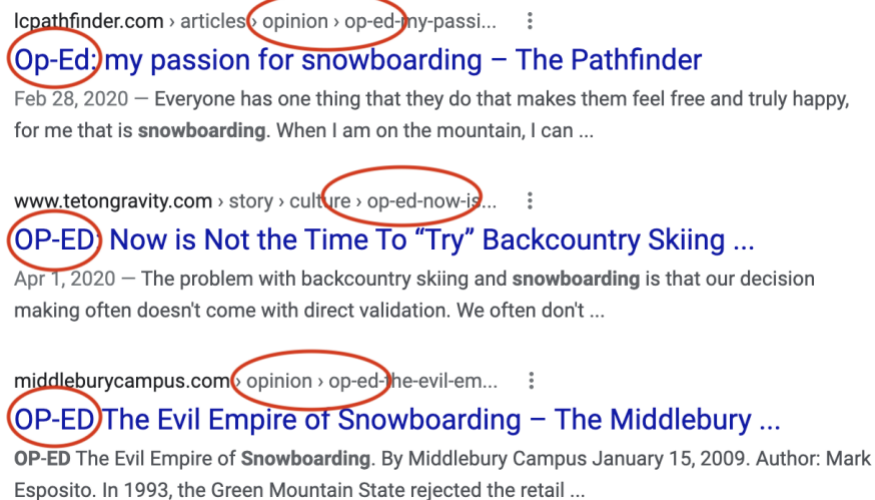 lcpathfinder.com › articles › opinion › op-ed-my-passi...
Op-Ed: my passion for snowboarding – The Pathfinder
Feb 28, 2020 — Everyone has one thing that they do that makes them feel free and truly happy,
for me that is snowboarding. When I am on the mountain, I can ...
www.tetongravity.com › story › culture › op-ed-now-is...
OP-ED: Now is Not the Time To “Try” Backcountry Skiing ...
Apr 1, 2020 — The problem with backcountry skiing and snowboarding is that our decision
making often doesn't come with direct validation. We often don't ...
middleburycampus.com › opinion › op-ed-the-evil-em...
OP-ED The Evil Empire of Snowboarding – The Middlebury ...
OP-ED The Evil Empire of Snowboarding. By Middlebury Campus January 15, 2009. Author: Mark
Esposito. In 1993, the Green Mountain State rejected the retail ...